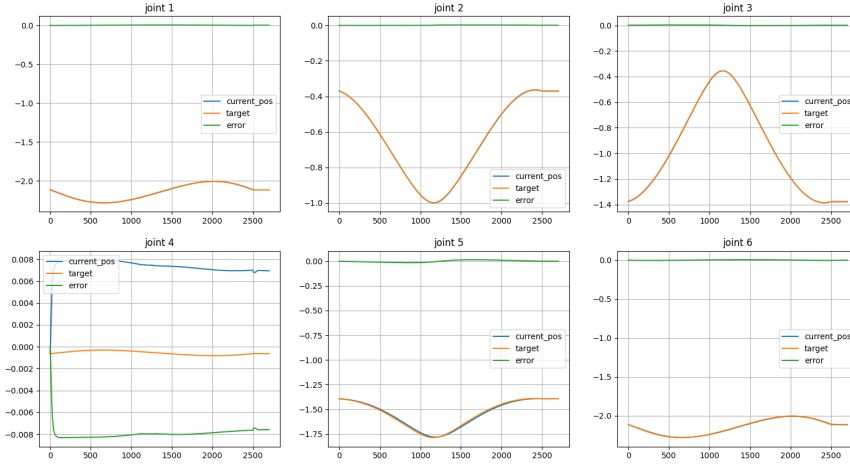 joint 1
0.0
−0.5
−1.0
−1.5
−2.0
0 500 1000 1500 2000 2500
current_pos
target
error
joint 2
0.0
−0.2
−0.4
−0.6
−0.8
−1.0
0 500 1000 1500 2000 2500
current_pos
target
error
joint 3
0.0
−0.2
−0.4
−0.6
−0.8
−1.0
−1.2
−1.4
0 500 1000 1500 2000 2500
current_pos
target
error
joint 4
0.008
0.006
0.004
0.002
0.000
−0.002
−0.004
−0.006
−0.008
0 500 1000 1500 2000 2500
current_pos
target
error
joint 5
0.00
−0.25
−0.50
−0.75
−1.00
−1.25
−1.50
−1.75
0 500 1000 1500 2000 2500
current_pos
target
error
joint 6
0.0
−0.5
−1.0
−1.5
−2.0
0 500 1000 1500 2000 2500
current_pos
target
error